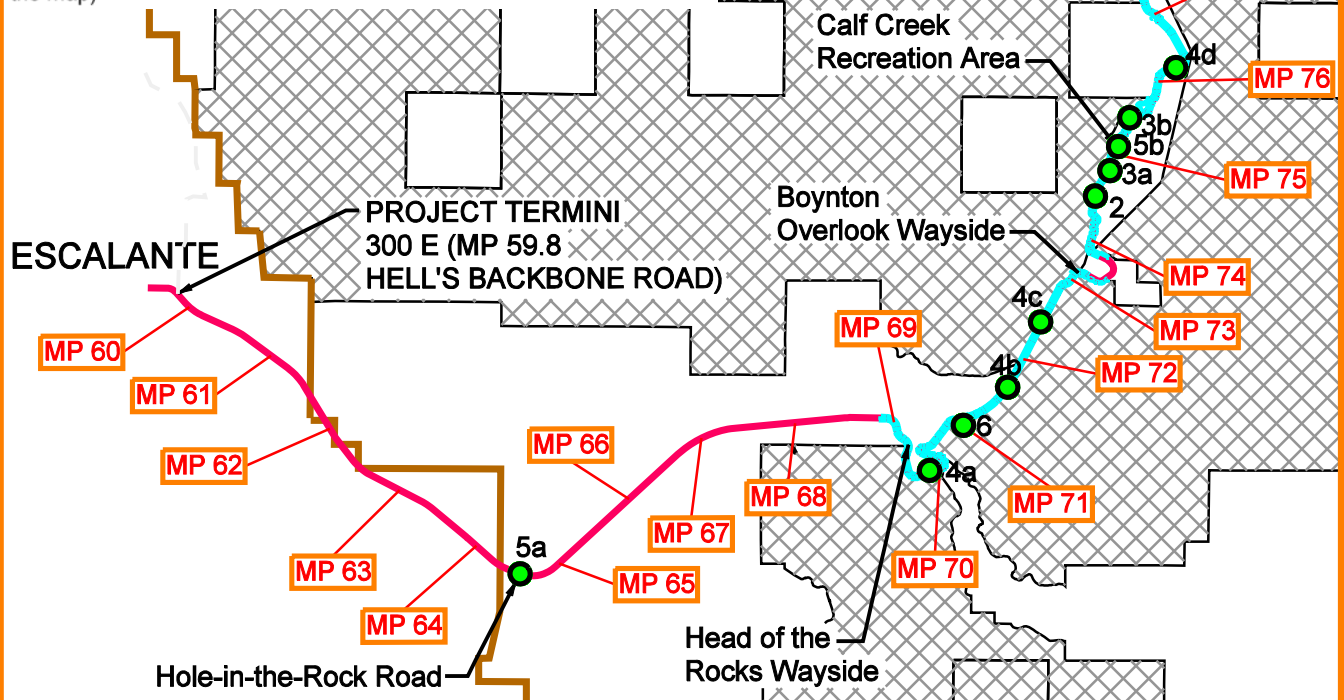 Calf Creek
Recreation Area
4d
MP 76
3b
5b
MP 75
3a
2
PROJECT TERMINI
300 E (MP 59.8
HELL'S BACKBONE ROAD)
Boynton
Overlook Wayside
ESCALANTE
MP 74
4c
MP 73
MP 69
MP 60
MP 61
4b
MP 72
MP 66
6
MP 62
4a
MP 68
MP 71
MP 67
5a
MP 63
MP 65
MP 70
MP 64
Head of the
Rocks Wayside
Hole-in-the-Rock Road